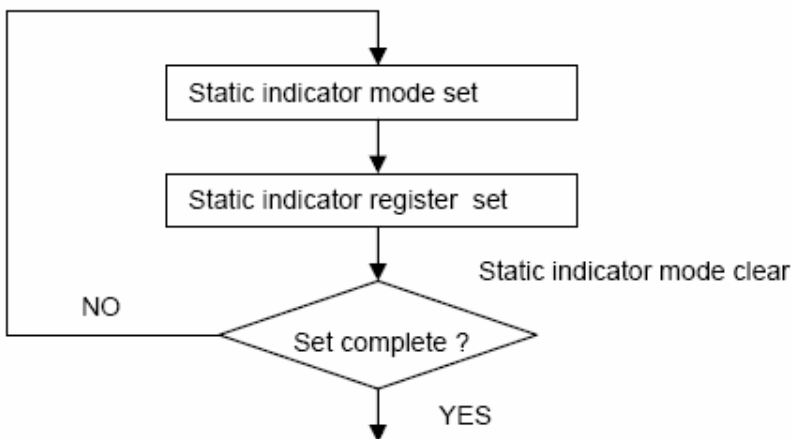 Static indicator mode set
Static indicator register set
Static indicator mode clear
NO
Set complete ?
YES